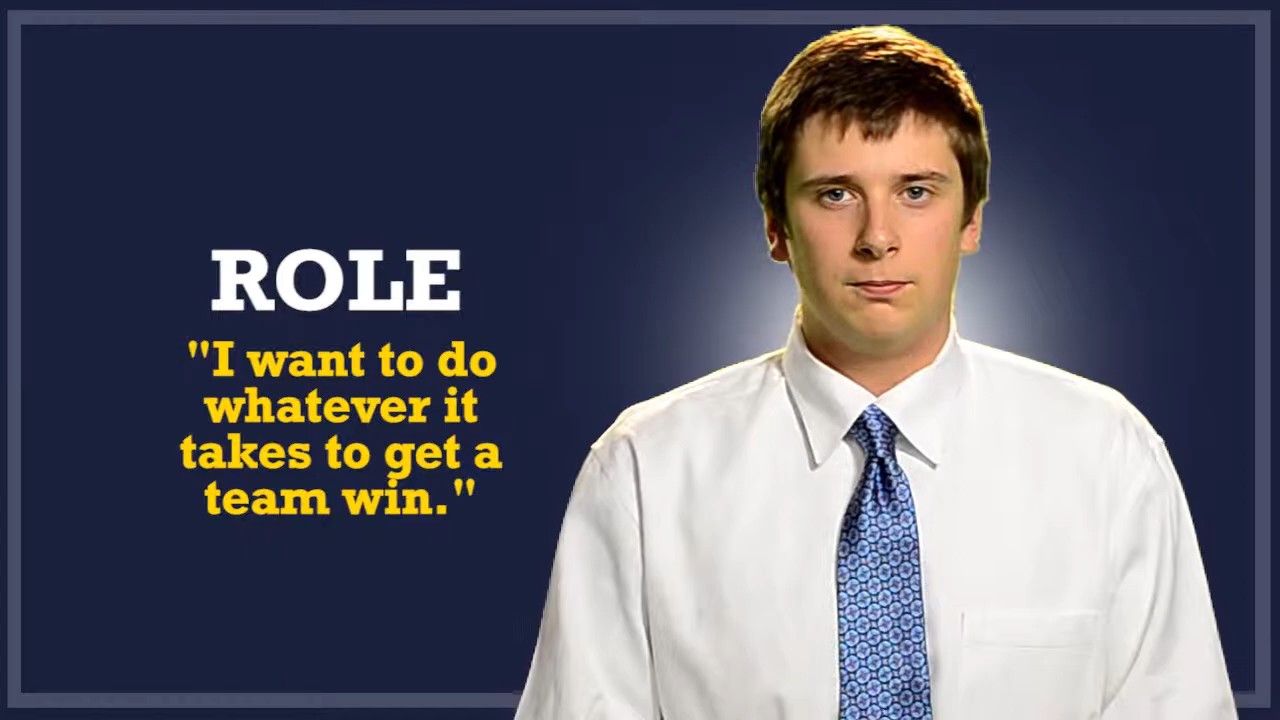 ROLE
"I want to do
whatever it
takes to get a
team win."